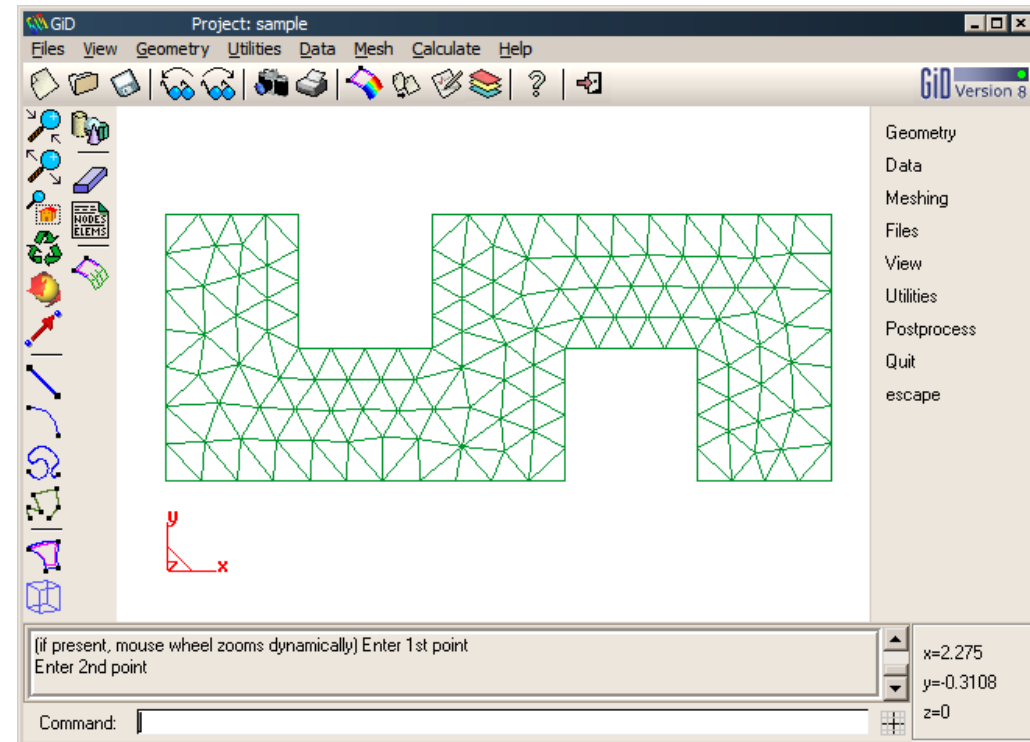 GiD Project: sample
Files View Geometry Utilities Data Mesh Calculate Help
GiD Version 8
NODES
ELEMS
Geometry
Data
Meshing
Files
View
Utilities
Postprocess
Quit
escape
y
z x
(if present, mouse wheel zooms dynamically) Enter 1st point
Enter 2nd point
x=2.275
y=-0.3108
z=0
Command: